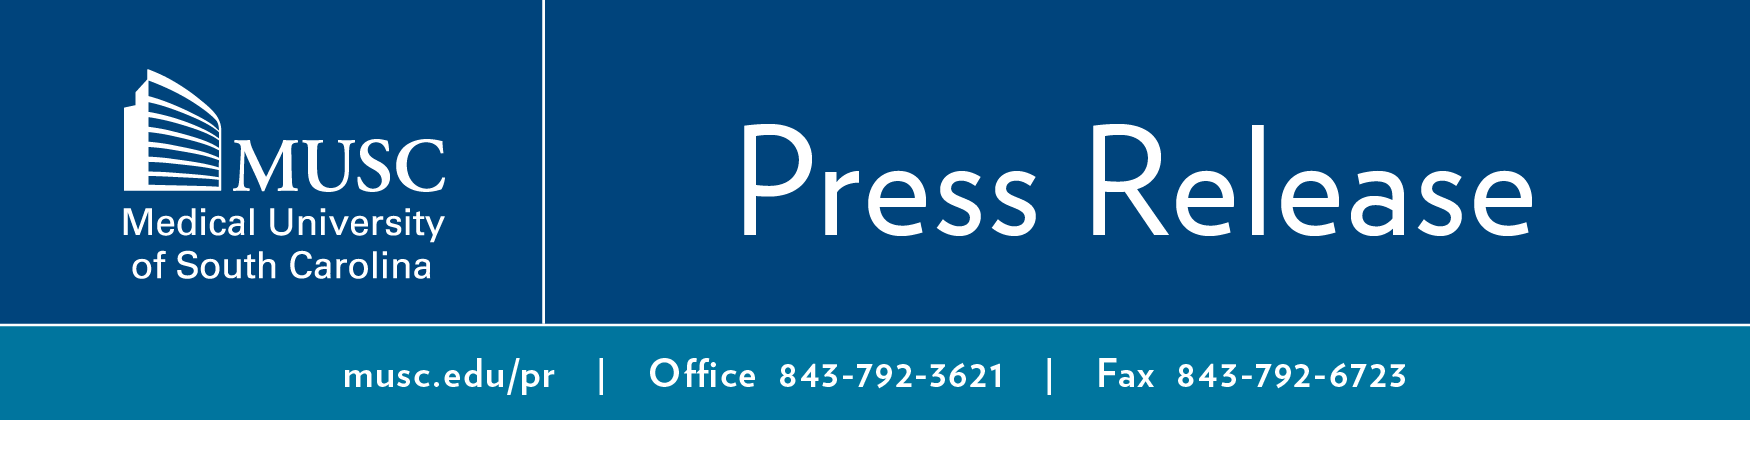 MUSC
Medical University
of South Carolina
Press Release
musc.edu/pr | Office 843-792-3621 | Fax 843-792-6723